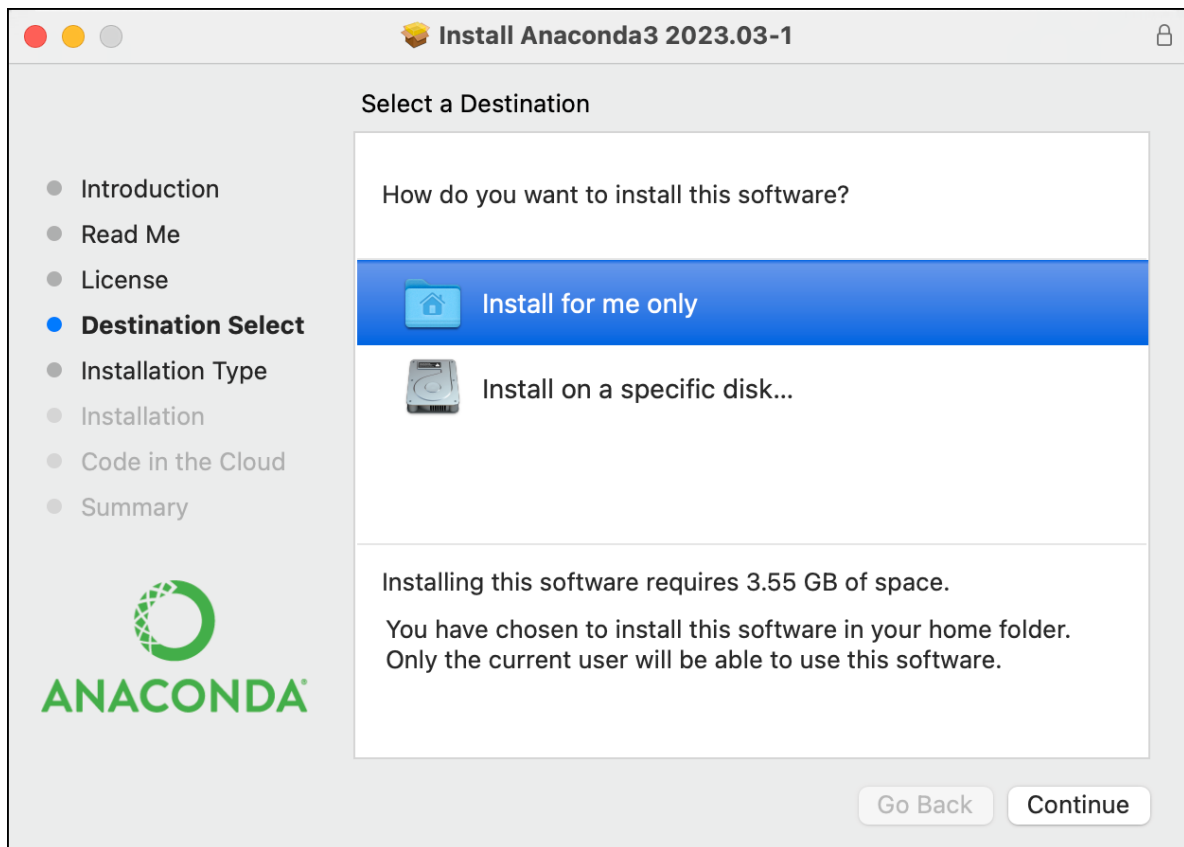 Install Anaconda3 2023.03-1
Select a Destination
Introduction
Read Me
License
Destination Select
Installation Type
Installation
Code in the Cloud
Summary
ANACONDA®
How do you want to install this software?
Install for me only
Install on a specific disk...
Installing this software requires 3.55 GB of space.
You have chosen to install this software in your home folder.
Only the current user will be able to use this software.
Go Back
Continue